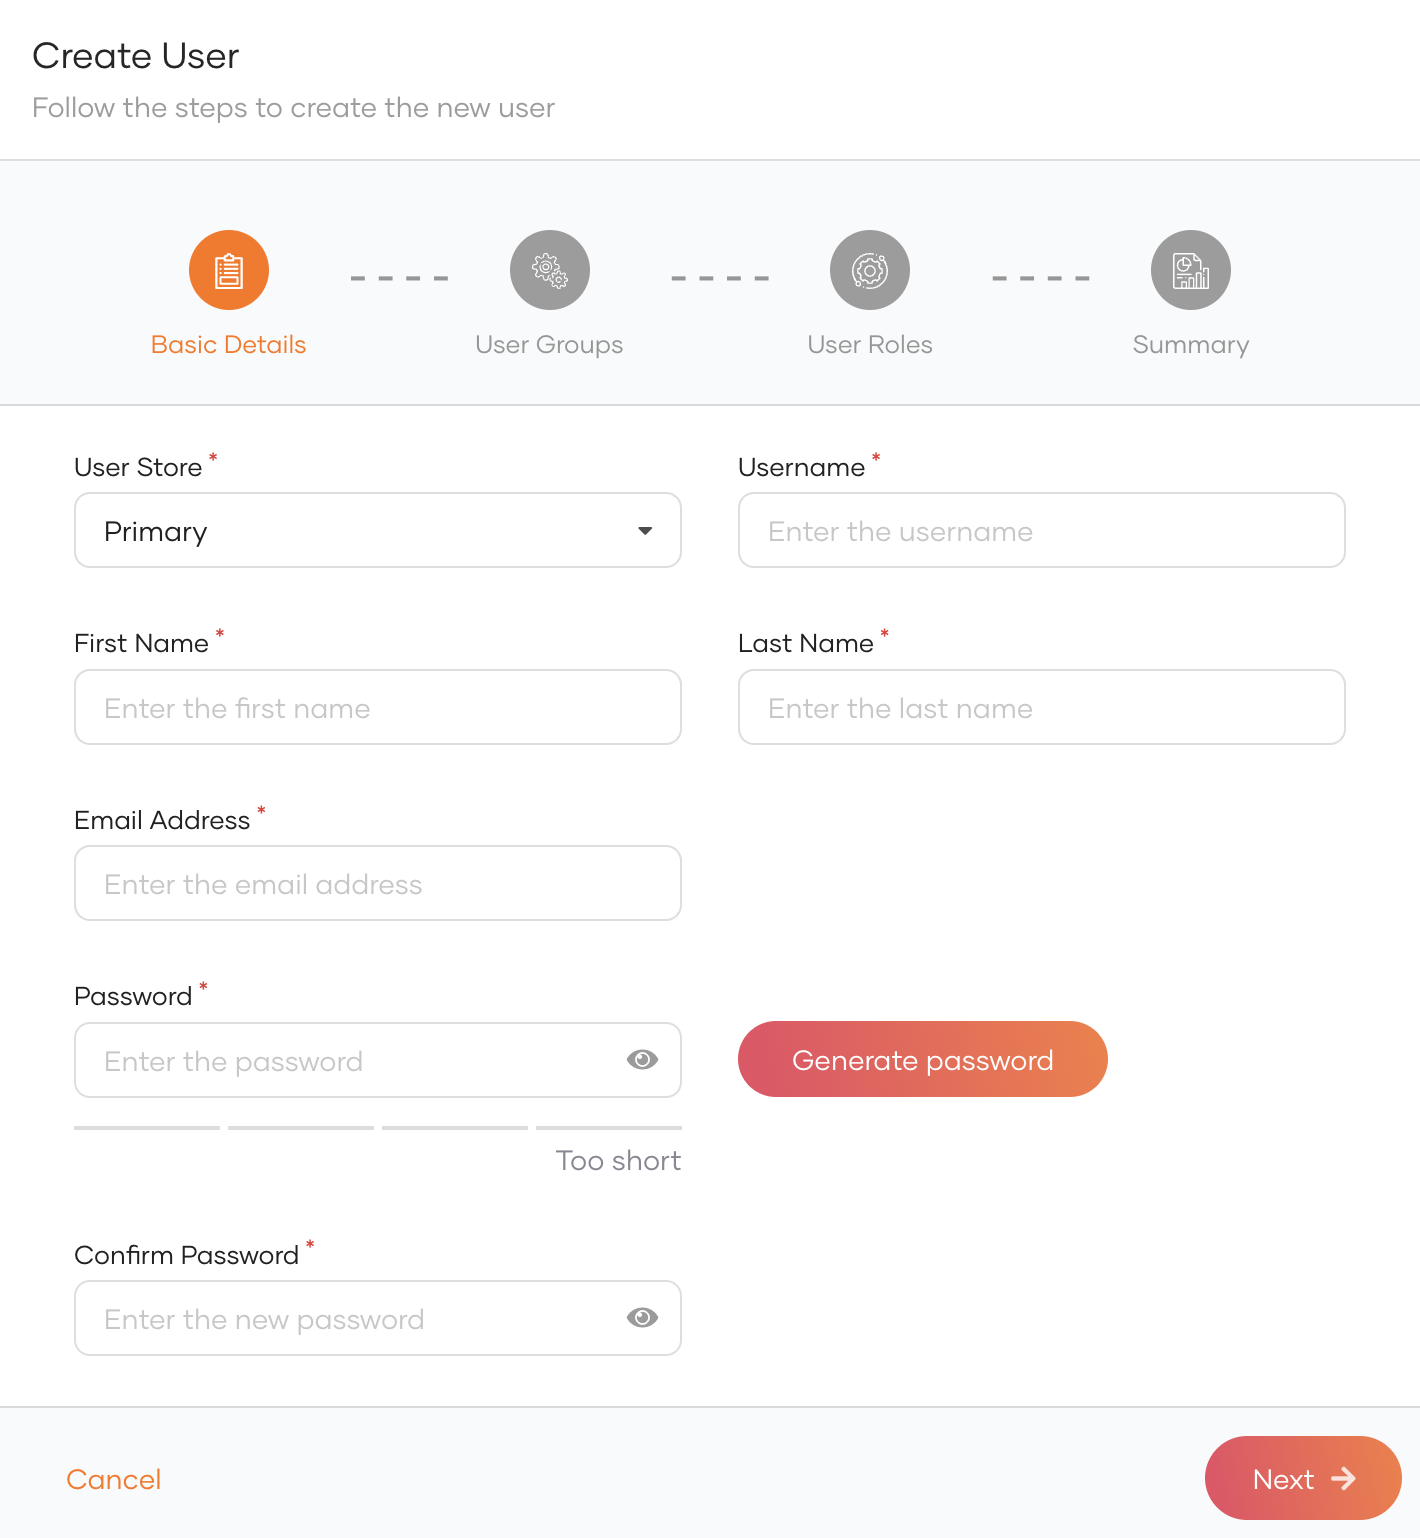 Create User
Follow the steps to create the new user
Basic Details
User Groups
User Roles
Summary
User Store *
Username *
Primary
Enter the username
First Name *
Last Name *
Enter the first name
Enter the last name
Email Address *
Enter the email address
Password *
Enter the password
Generate password
Too short
Confirm Password *
Enter the new password
Cancel
Next